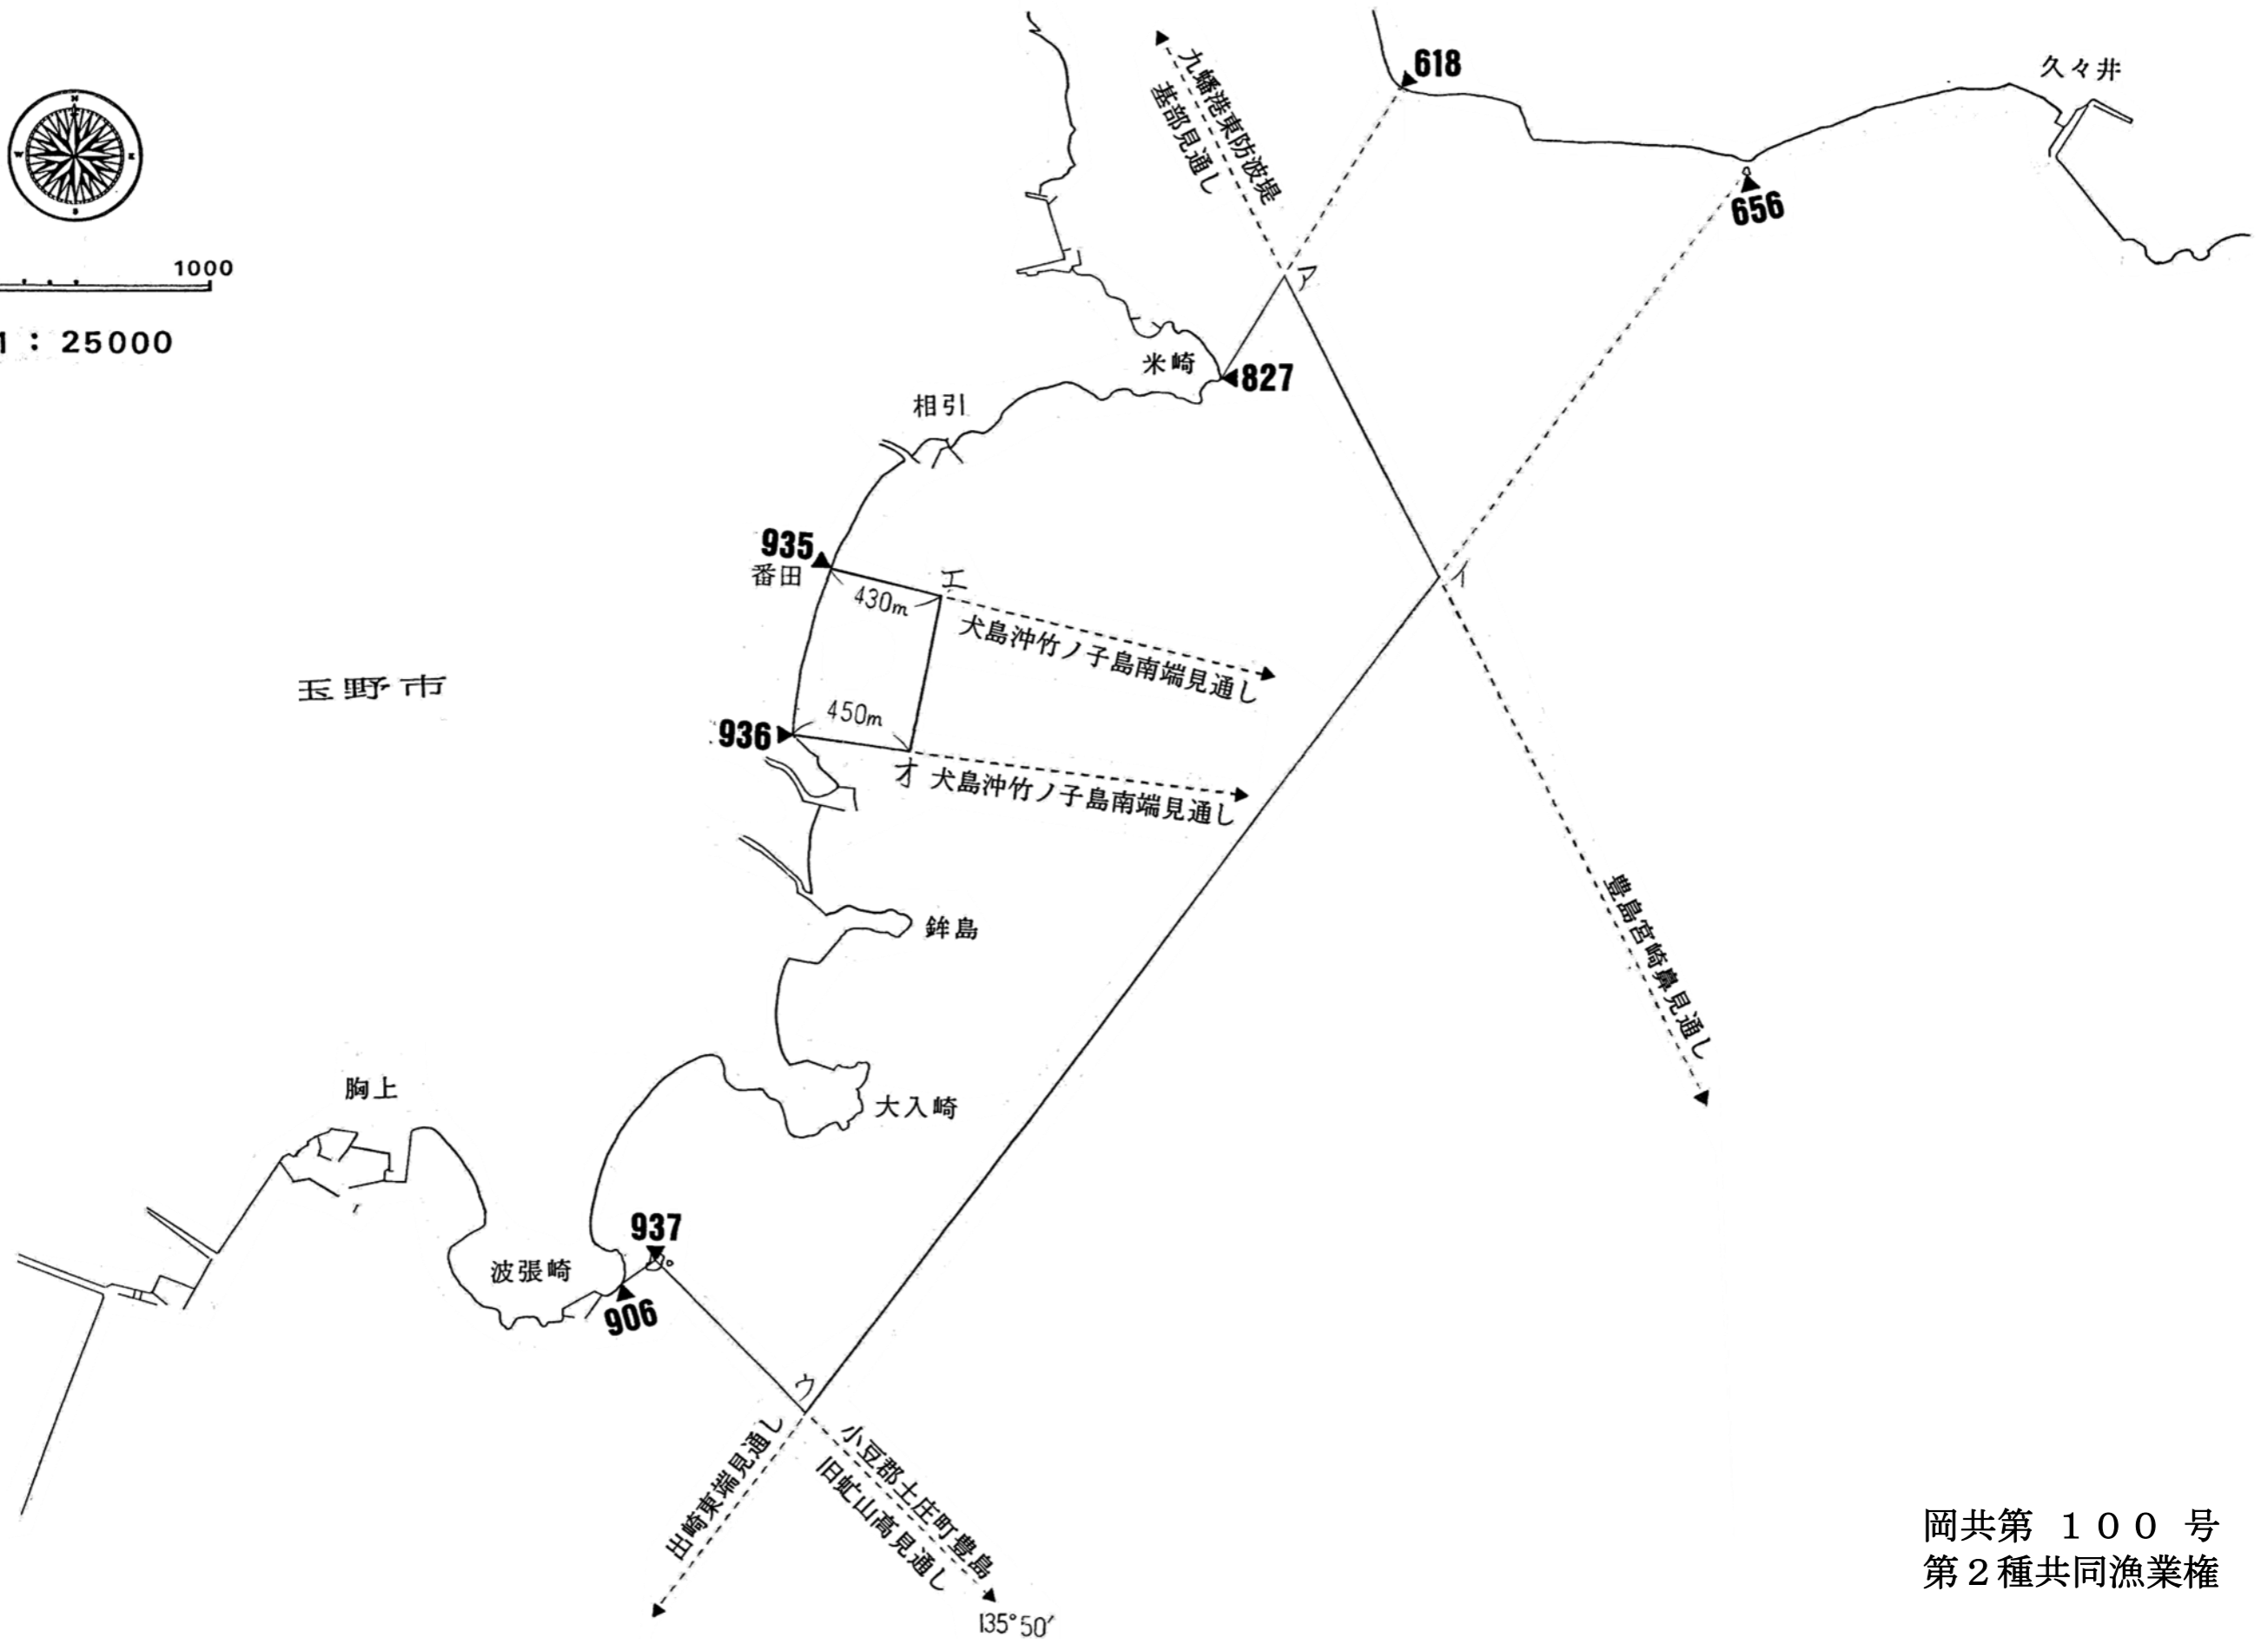 N
W
E
S
1000
1 : 25000
九幡港東防波堤
基部見通し
618
久々井
656
ア
米崎
827
相引
935
番田
430m
エ
犬島沖竹ノ子島南端見通し
イ
玉野市
936
450m
オ
犬島沖竹ノ子島南端見通し
鉾島
豊島宮崎鼻見通し
胸上
大入崎
937
波張崎
906
ウ
出崎東端見通し
小豆郡土庄町豊島
旧虻山高見通し
135°50′
岡共第 １００ 号
第２種共同漁業権